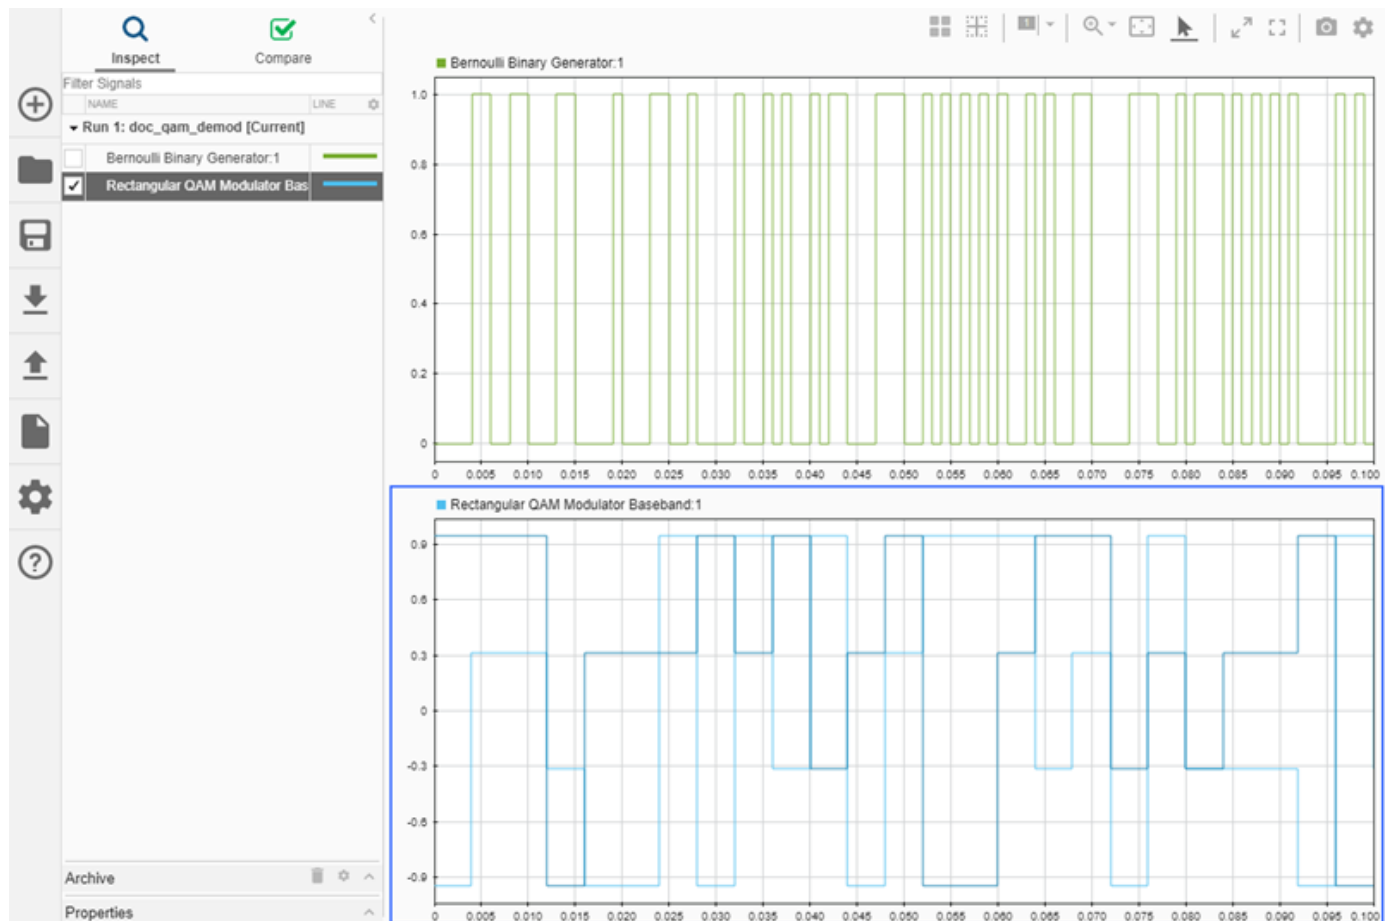 Inspect
Compare
Filter Signals
NAME
LINE
Run 1: doc_qam_demod [Current]
Bernoulli Binary Generator:1
Rectangular QAM Modulator Bas
Archive
Properties
1
Bernoulli Binary Generator:1
1.0
0.8
0.6
0.4
0.2
0
0 0.005 0.010 0.015 0.020 0.025 0.030 0.035 0.040 0.045 0.050 0.055 0.060 0.065 0.070 0.075 0.080 0.085 0.090 0.095 0.100
Rectangular QAM Modulator Baseband:1
0.9
0.6
0.3
0
-0.3
-0.6
-0.9
0 0.005 0.010 0.015 0.020 0.025 0.030 0.035 0.040 0.045 0.050 0.055 0.060 0.065 0.070 0.075 0.080 0.085 0.090 0.095 0.100